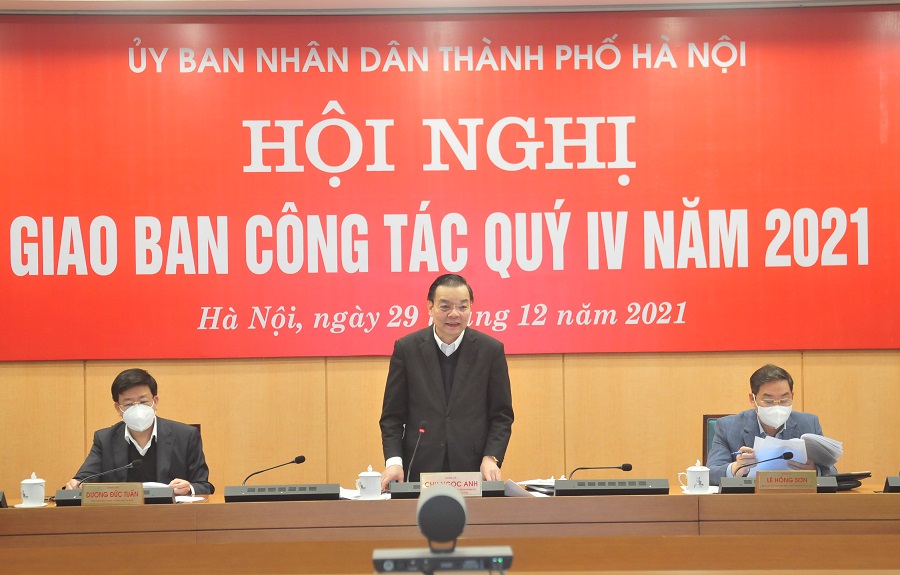 ỦY BAN NHÂN DÂN THÀNH PHỐ HÀ NỘI
HỘI NGHỊ
GIAO BAN CÔNG TÁC QUÝ IV NĂM 2021
Hà Nội, ngày 29 tháng 12 năm 2021
DƯƠNG ĐỨC TUẤN
CHU NGỌC ANH
LÊ HỒNG SƠN